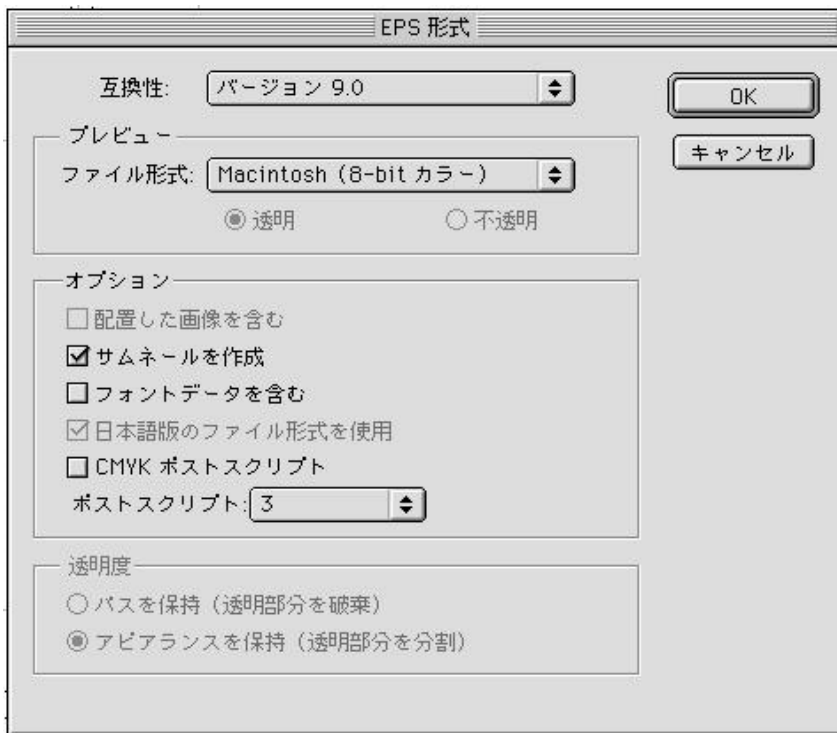 EPS 形式
互換性: バージョン 9.0
OK
キャンセル
プレビュー
ファイル形式: Macintosh (8-bit カラー)
透明 不透明
オプション
配置した画像を含む
サムネールを作成
フォントデータを含む
日本語版のファイル形式を使用
CMYK ポストスクリプト
ポストスクリプト: 3
透明度
パスを保持 (透明部分を破棄)
アピアランスを保持 (透明部分を分割)